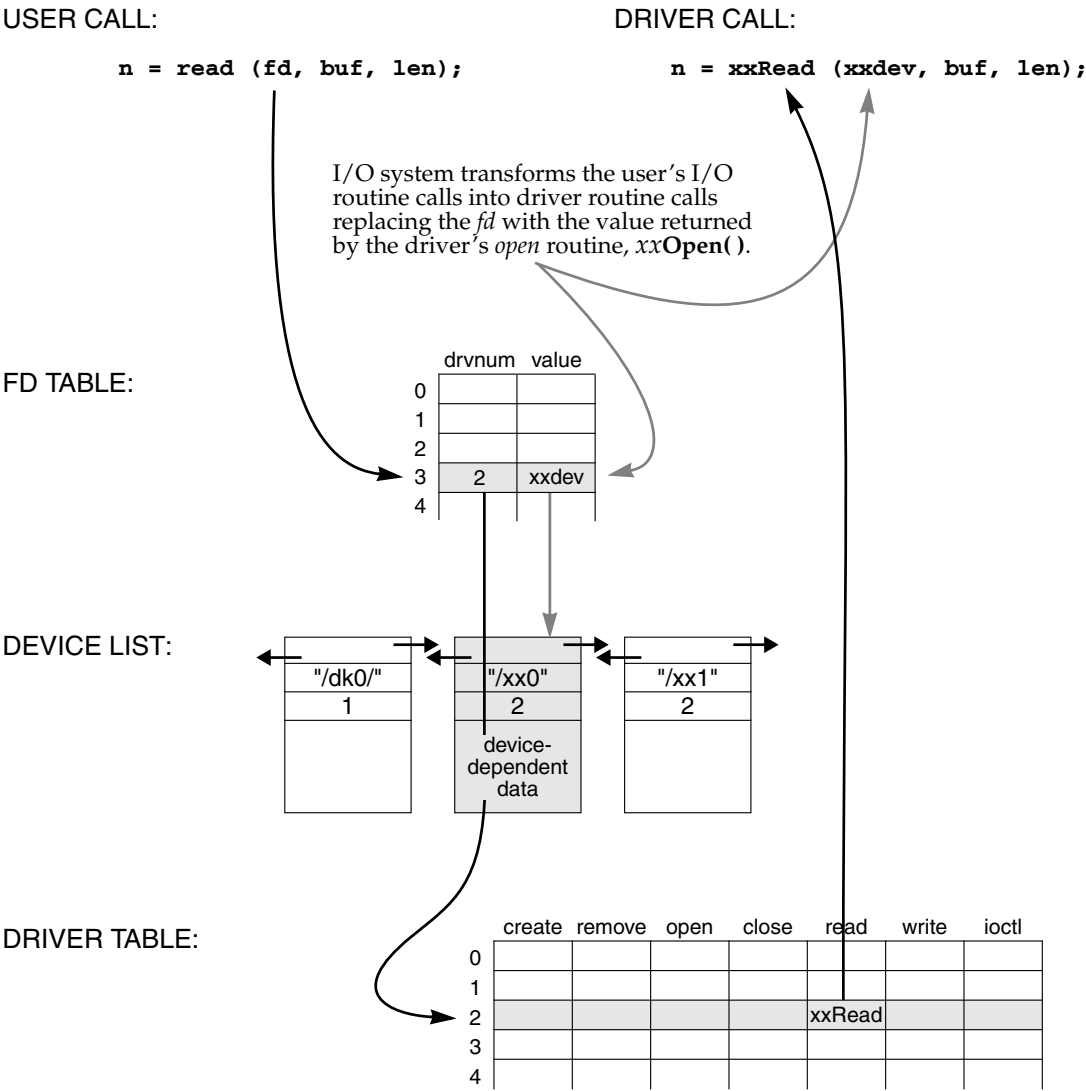 USER CALL: DRIVER CALL:
n = read (fd, buf, len); n = xxRead (xxdev, buf, len);
I/O system transforms the user's I/O
routine calls into driver routine calls
replacing the fd with the value returned
by the driver's open routine, xxOpen( ).
drvnum value
FD TABLE:
0
1
2
3 2 xxdev
4
DEVICE LIST:
"/dk0/" "/xx0" "/xx1"
1 2 2
device-
dependent
data
create remove open close read write ioctl
DRIVER TABLE:
0
1
2 xxRead
3
4